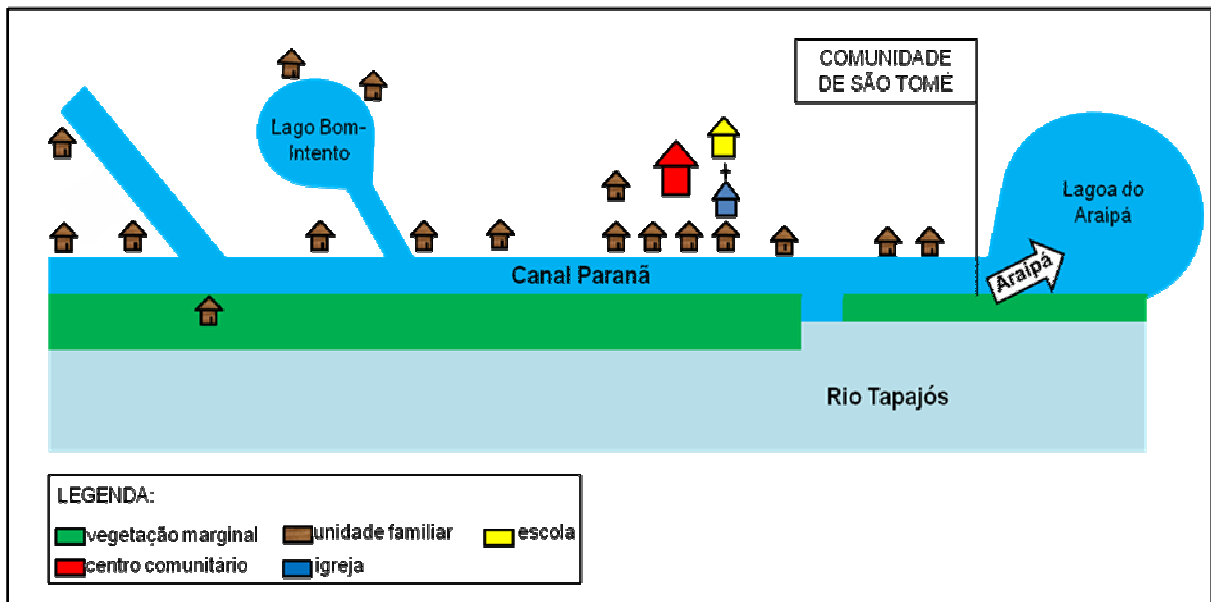 COMUNIDADE
DE SÃO TOMÉ
Lago Bom-
Intento
Lagoa do
Araipá
Canal Paranã
Araipá
Rio Tapajós
LEGENDA:
vegetação marginal
unidade familiar
escola
centro comunitário
igreja